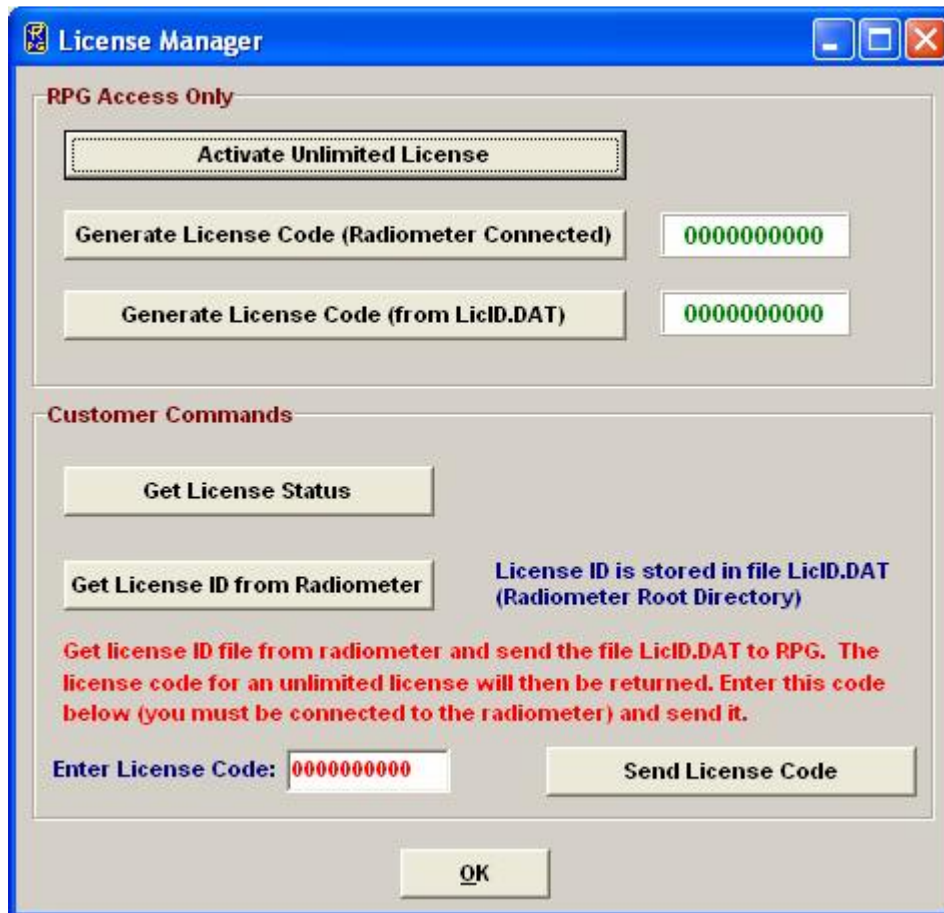 License Manager
RPG Access Only
Activate Unlimited License
Generate License Code (Radiometer Connected) 0000000000
Generate License Code (from LicID.DAT) 0000000000
Customer Commands
Get License Status
Get License ID from Radiometer
License ID is stored in file LicID.DAT
(Radiometer Root Directory)
Get license ID file from radiometer and send the file LicID.DAT to RPG. The
license code for an unlimited license will then be returned. Enter this code
below (you must be connected to the radiometer) and send it.
Enter License Code: 0000000000 Send License Code
OK